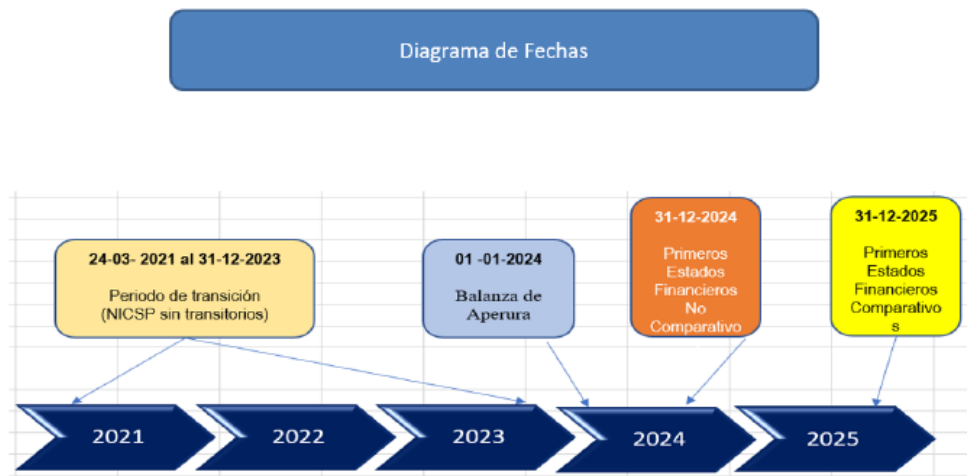 Diagrama de Fechas
24-03- 2021 al 31-12-2023
Periodo de transición
(NICSP sin transitorios)
01 -01-2024
Balanza de
Aperura
31-12-2024
Primeros
Estados
Financieros
No
Comparativo
31-12-2025
Primeros
Estados
Financieros
Comparativo
s
2021
2022
2023
2024
2025